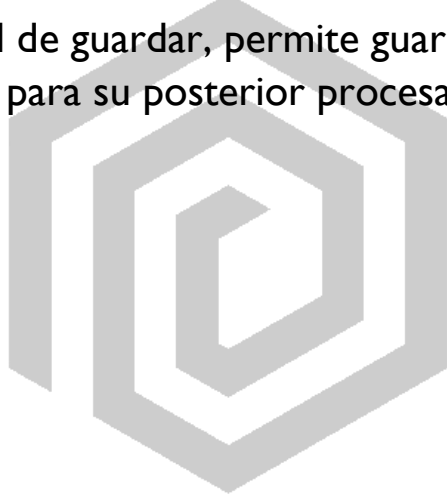 l de guardar, permite guar
para su posterior procesa